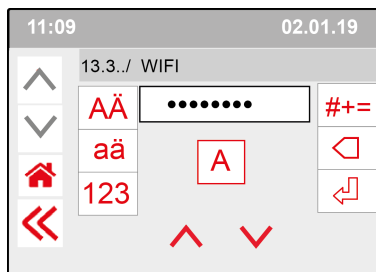 11:09 02.01.19
13.3../ WIFI
AÄ •••••••• #+=
aä A
123